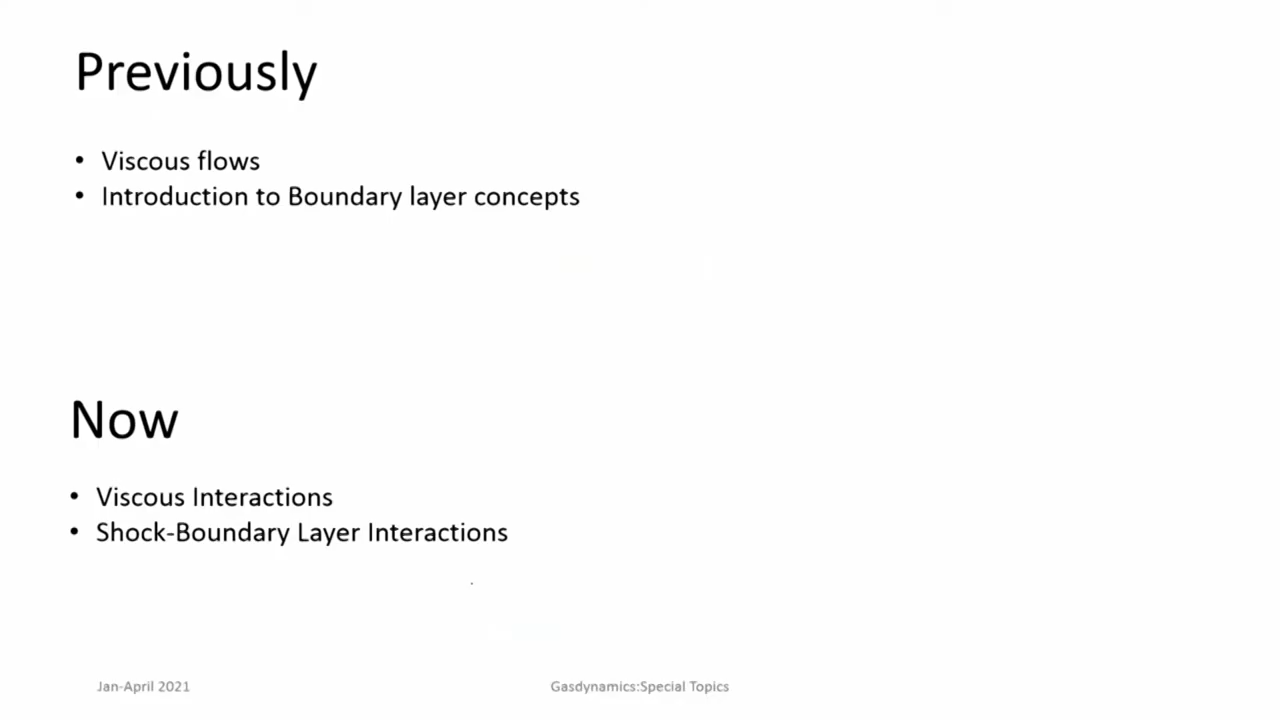 Previously
• Viscous flows
• Introduction to Boundary layer concepts
Now
• Viscous Interactions
• Shock-Boundary Layer Interactions
Jan-April 2021
Gasdynamics:Special Topics